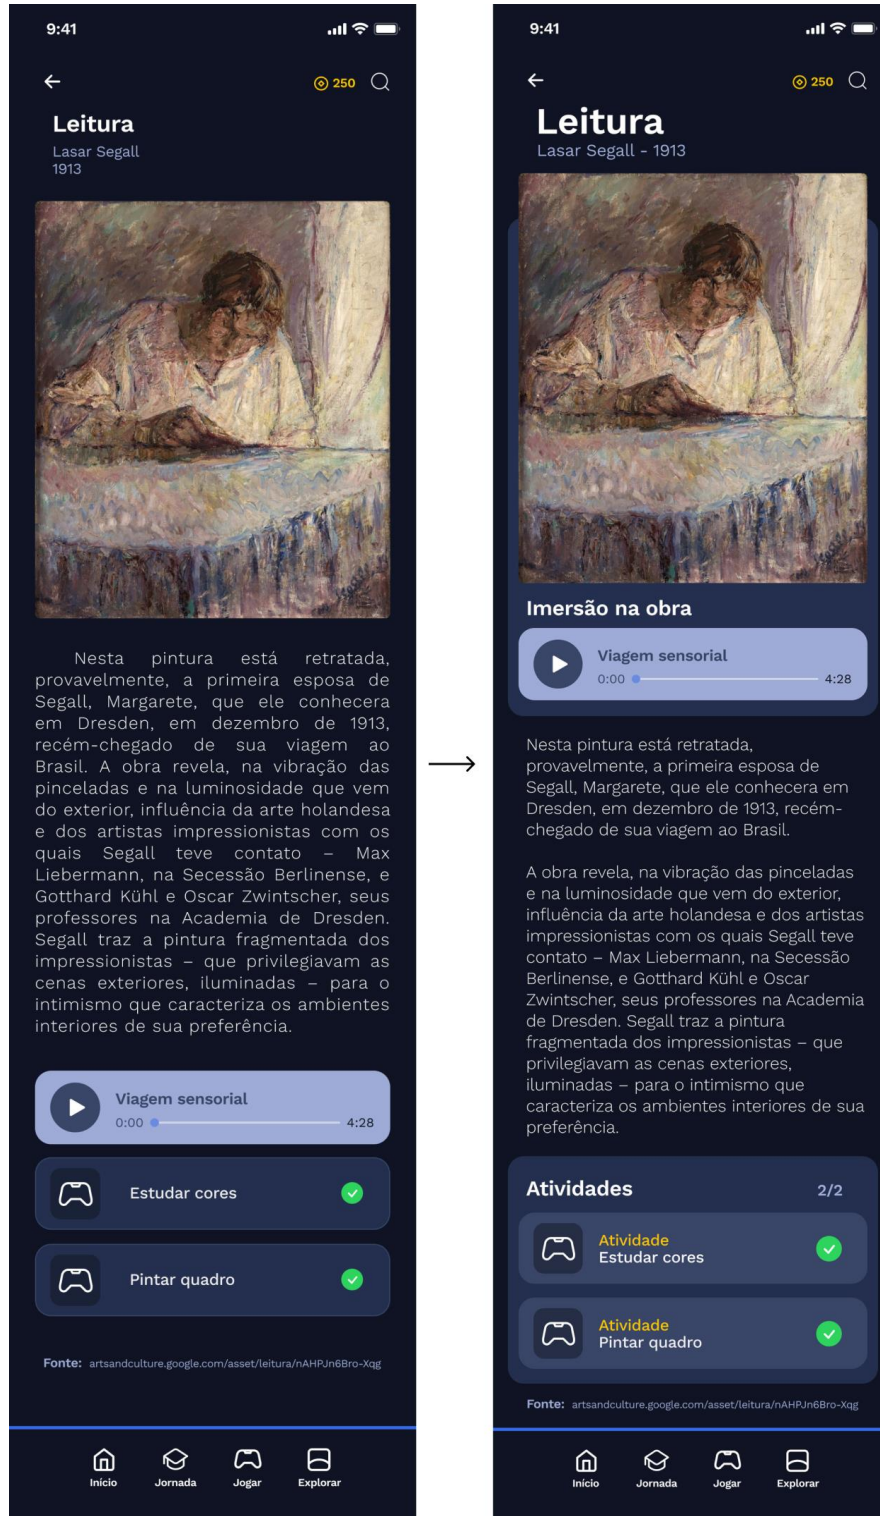 9:41
250
Leitura
Lasar Segall
1913
Nesta pintura está retratada,
provavelmente, a primeira esposa de
Segall, Margarete, que ele conhecera
em Dresden, em dezembro de 1913,
recém-chegado de sua viagem ao
Brasil. A obra revela, na vibração das
pinceladas e na luminosidade que vem
do exterior, influência da arte holandesa
e dos artistas impressionistas com os
quais Segall teve contato – Max
Liebermann, na Secessão Berlinense, e
Gotthard Kühl e Oscar Zwintscher, seus
professores na Academia de Dresden.
Segall traz a pintura fragmentada dos
impressionistas – que privilegiavam as
cenas exteriores, iluminadas – para o
intimismo que caracteriza os ambientes
interiores de sua preferência.
Viagem sensorial
0:00 4:28
Estudar cores
Pintar quadro
Fonte: artsandculture.google.com/asset/leitura/nAHPJn6Bro-Xqg
Início Jornada Jogar Explorar
9:41
250
Leitura
Lasar Segall - 1913
Imersão na obra
Viagem sensorial
0:00 4:28
Nesta pintura está retratada,
provavelmente, a primeira esposa de
Segall, Margarete, que ele conhecera em
Dresden, em dezembro de 1913, recém-
chegado de sua viagem ao Brasil.
A obra revela, na vibração das pinceladas
e na luminosidade que vem do exterior,
influência da arte holandesa e dos artistas
impressionistas com os quais Segall teve
contato – Max Liebermann, na Secessão
Berlinense, e Gotthard Kühl e Oscar
Zwintscher, seus professores na Academia
de Dresden. Segall traz a pintura
fragmentada dos impressionistas – que
privilegiavam as cenas exteriores,
iluminadas – para o intimismo que
caracteriza os ambientes interiores de sua
preferência.
Atividades 2/2
Atividade
Estudar cores
Atividade
Pintar quadro
Fonte: artsandculture.google.com/asset/leitura/nAHPJn6Bro-Xqg
Início Jornada Jogar Explorar